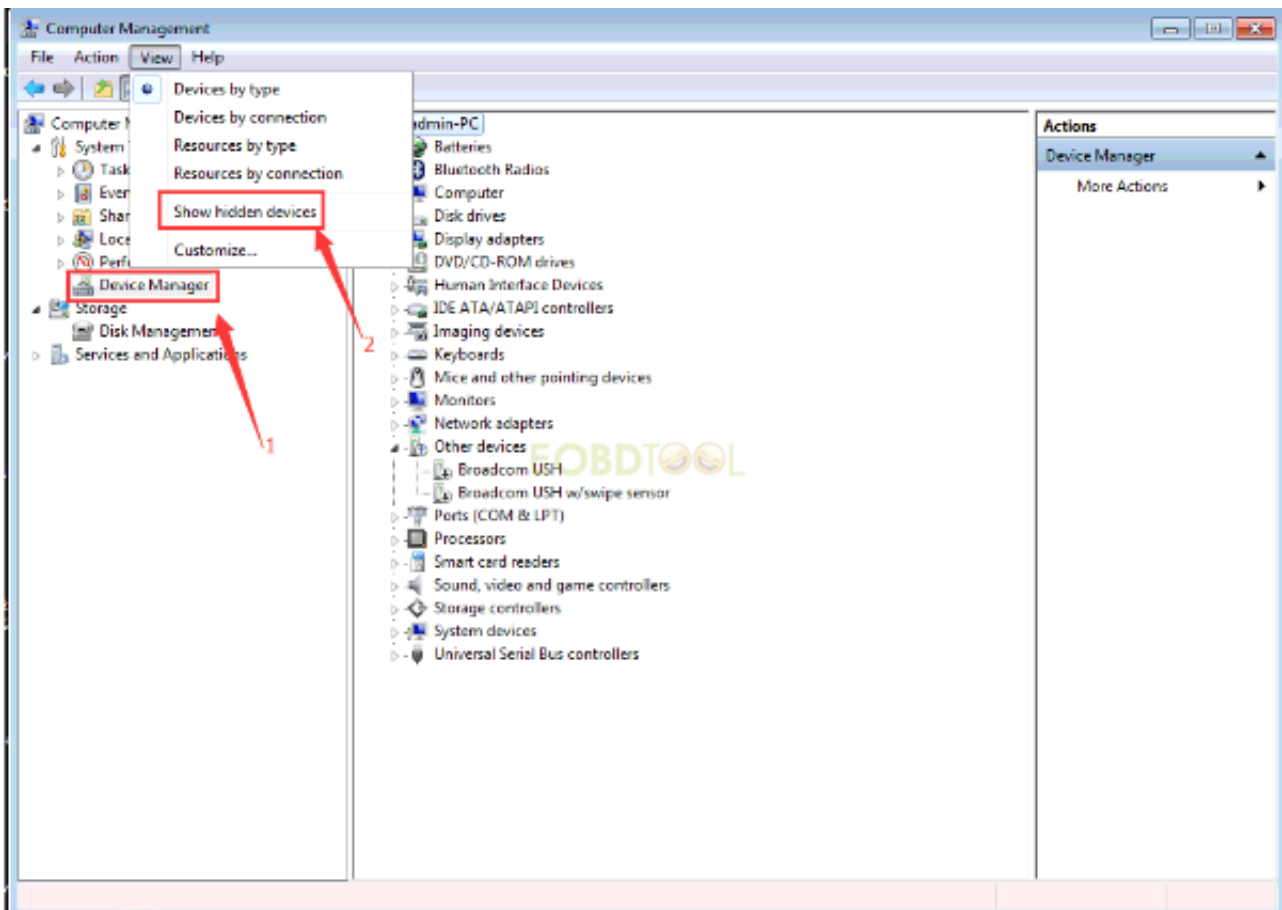 Computer Management
File Action View Help
Devices by type
Devices by connection
Resources by type
Resources by connection
Show hidden devices
Customize...
Computer
System
Task
Even
Shar
Loca
Perf
Device Manager
Storage
Disk Management
Services and Applications
1
2
admin-PC
Batteries
Bluetooth Radios
Computer
Disk drives
Display adapters
DVD/CD-ROM drives
Human Interface Devices
IDE ATA/ATAPI controllers
Imaging devices
Keyboards
Mice and other pointing devices
Monitors
Network adapters
Other devices
Broadcom USH
Broadcom USH w/swipe sensor
Ports (COM & LPT)
Processors
Smart card readers
Sound, video and game controllers
Storage controllers
System devices
Universal Serial Bus controllers
EOBDTOOL
Actions
Device Manager
More Actions